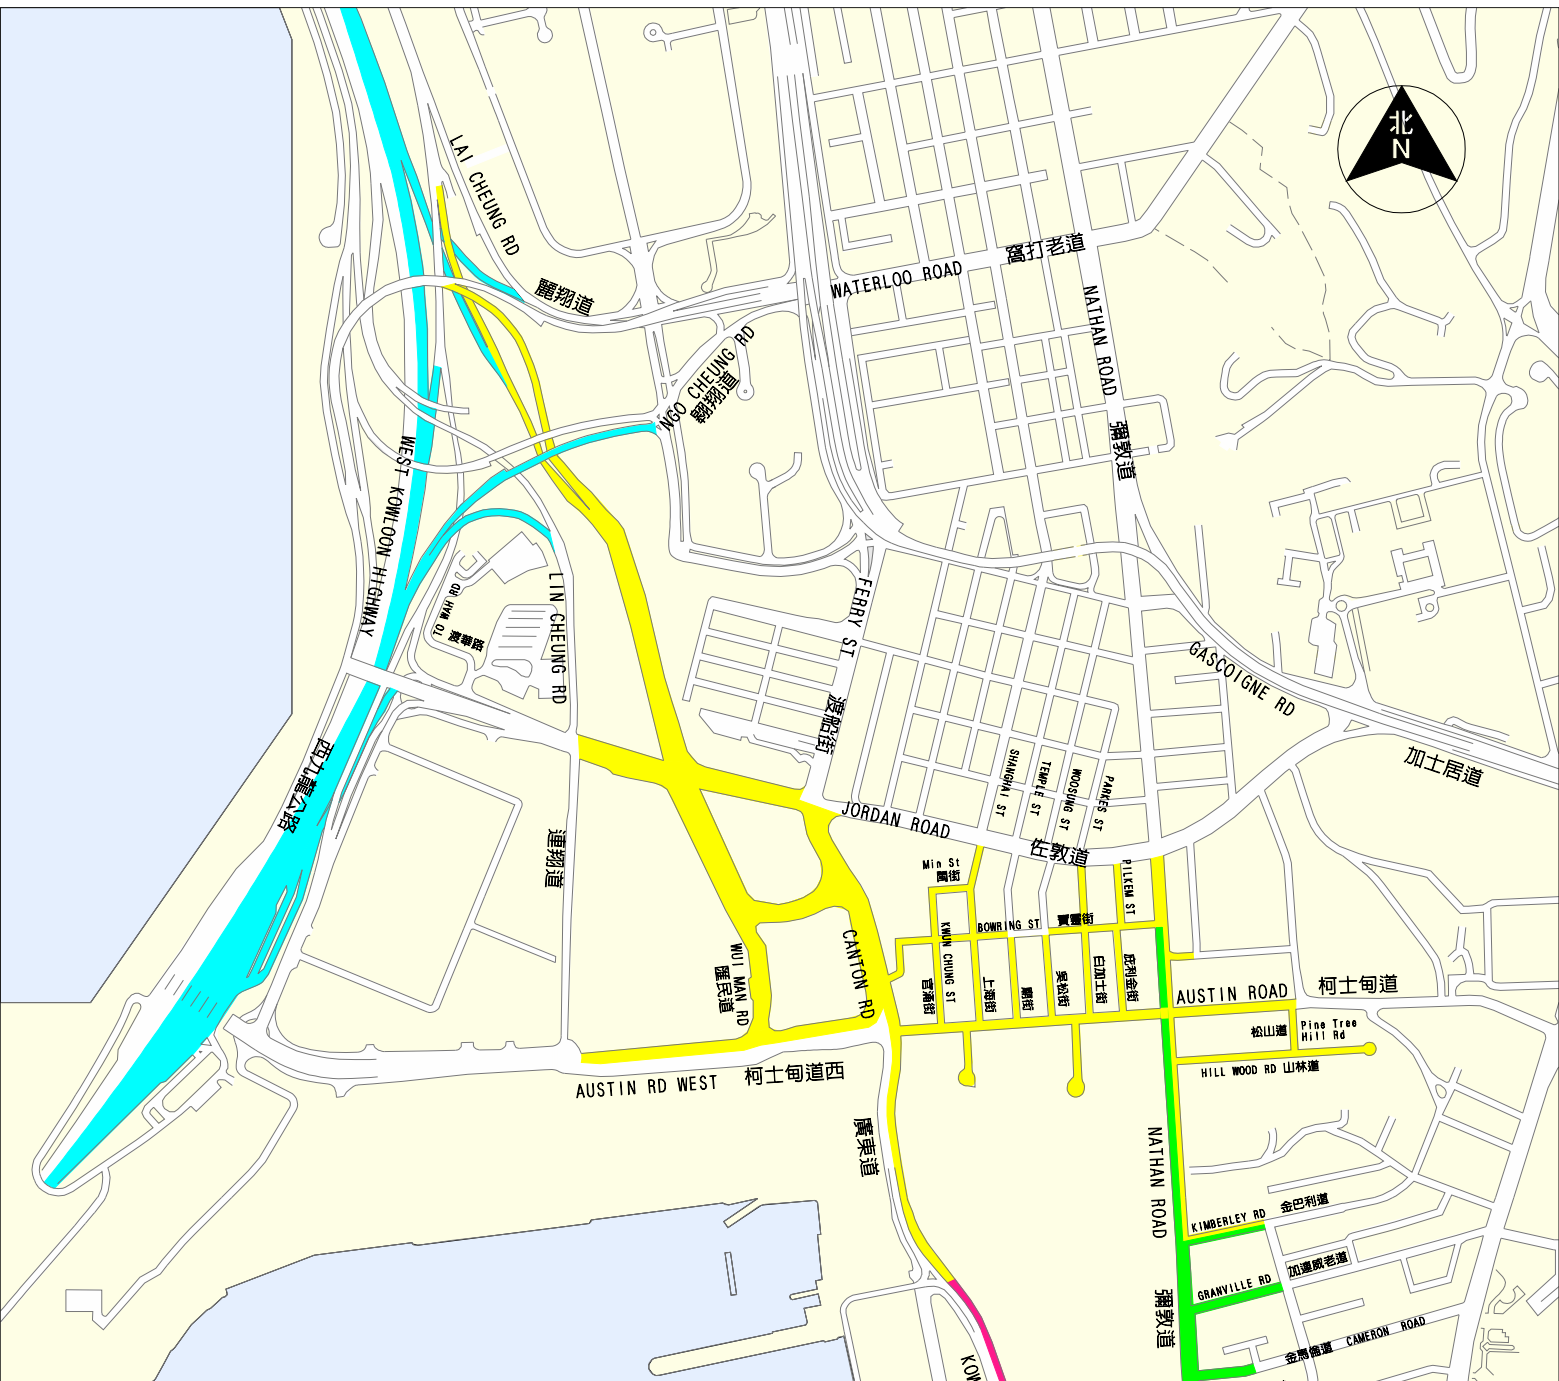 北
N
LAI CHEUNG RD
麗翔道
WATERLOO ROAD
窩打老道
NATHAN ROAD
彌敦道
NGO CHEUNG RD
翱翔道
WEST KOWLOON HIGHWAY
西九龍公路
TO WAH RD
渡華路
LIN CHEUNG RD
連翔道
FERRY ST
渡船街
GASCOIGNE RD
加士居道
SHANGHAI ST
TEMPLE ST
WOOSUNG ST
PARKES ST
JORDAN ROAD
佐敦道
Min St
閩街
PILKEM ST
BOWRING ST
寶靈街
KWUN CHUNG ST
官涌街
上海街
廟街
吳松街
白加士街
庇利金街
WUI MAN RD
匯民道
CANTON RD
AUSTIN ROAD
柯士甸道
松山道
Pine Tree
Hill Rd
HILL WOOD RD 山林道
AUSTIN RD WEST
柯士甸道西
廣東道
NATHAN ROAD
KIMBERLEY RD
金巴利道
GRANVILLE RD
加連威老道
彌敦道
金馬倫道 CAMERON ROAD
KOW